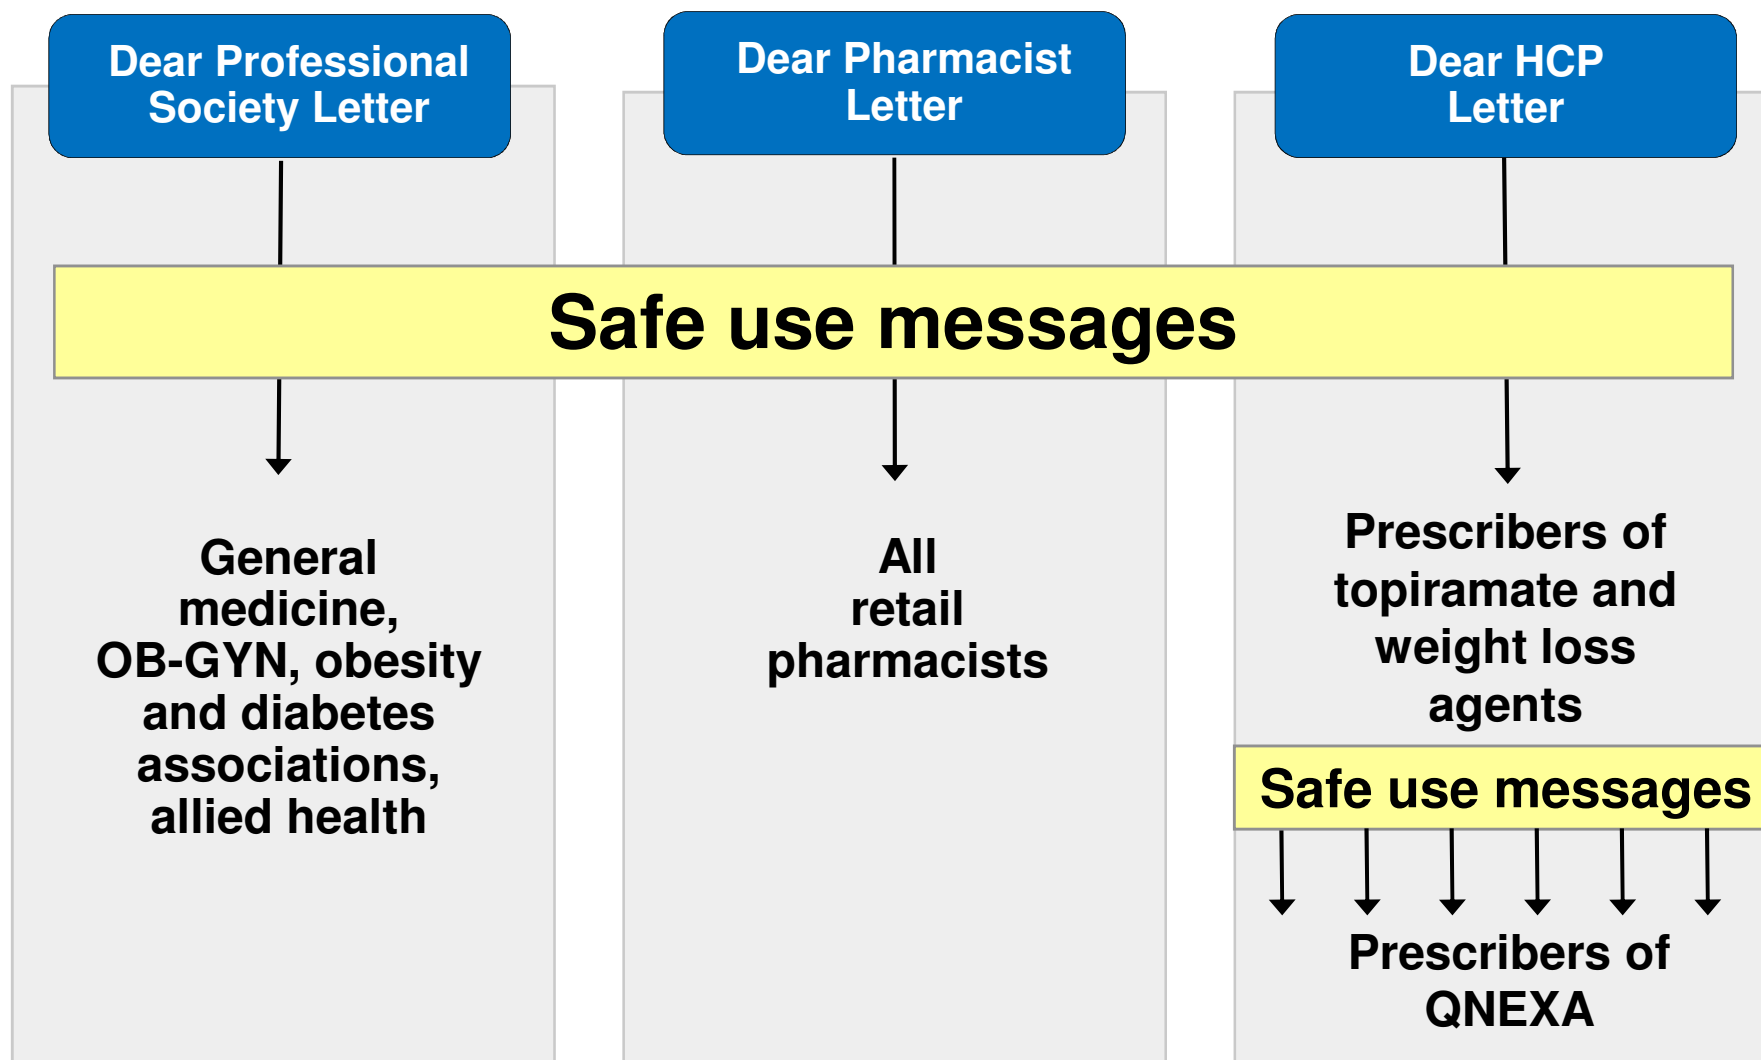 Dear Professional
Society Letter
Dear Pharmacist
Letter
Dear HCP
Letter
Safe use messages
General
medicine,
OB-GYN, obesity
and diabetes
associations,
allied health
All
retail
pharmacists
Prescribers of
topiramate and
weight loss
agents
Safe use messages
Prescribers of
QNEXA